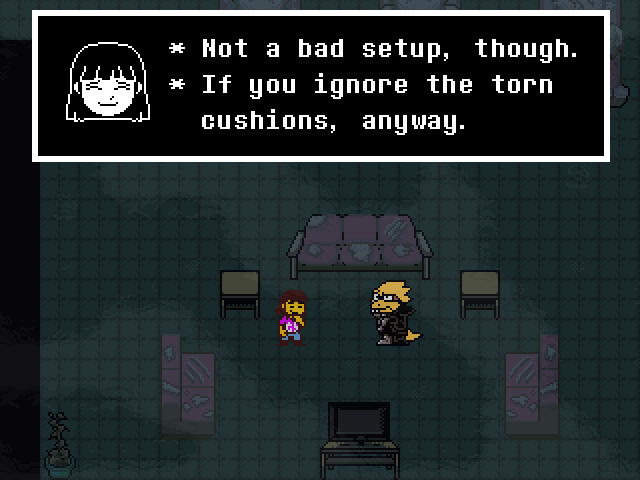 * Not a bad setup, though.
* If you ignore the torn
cushions, anyway.